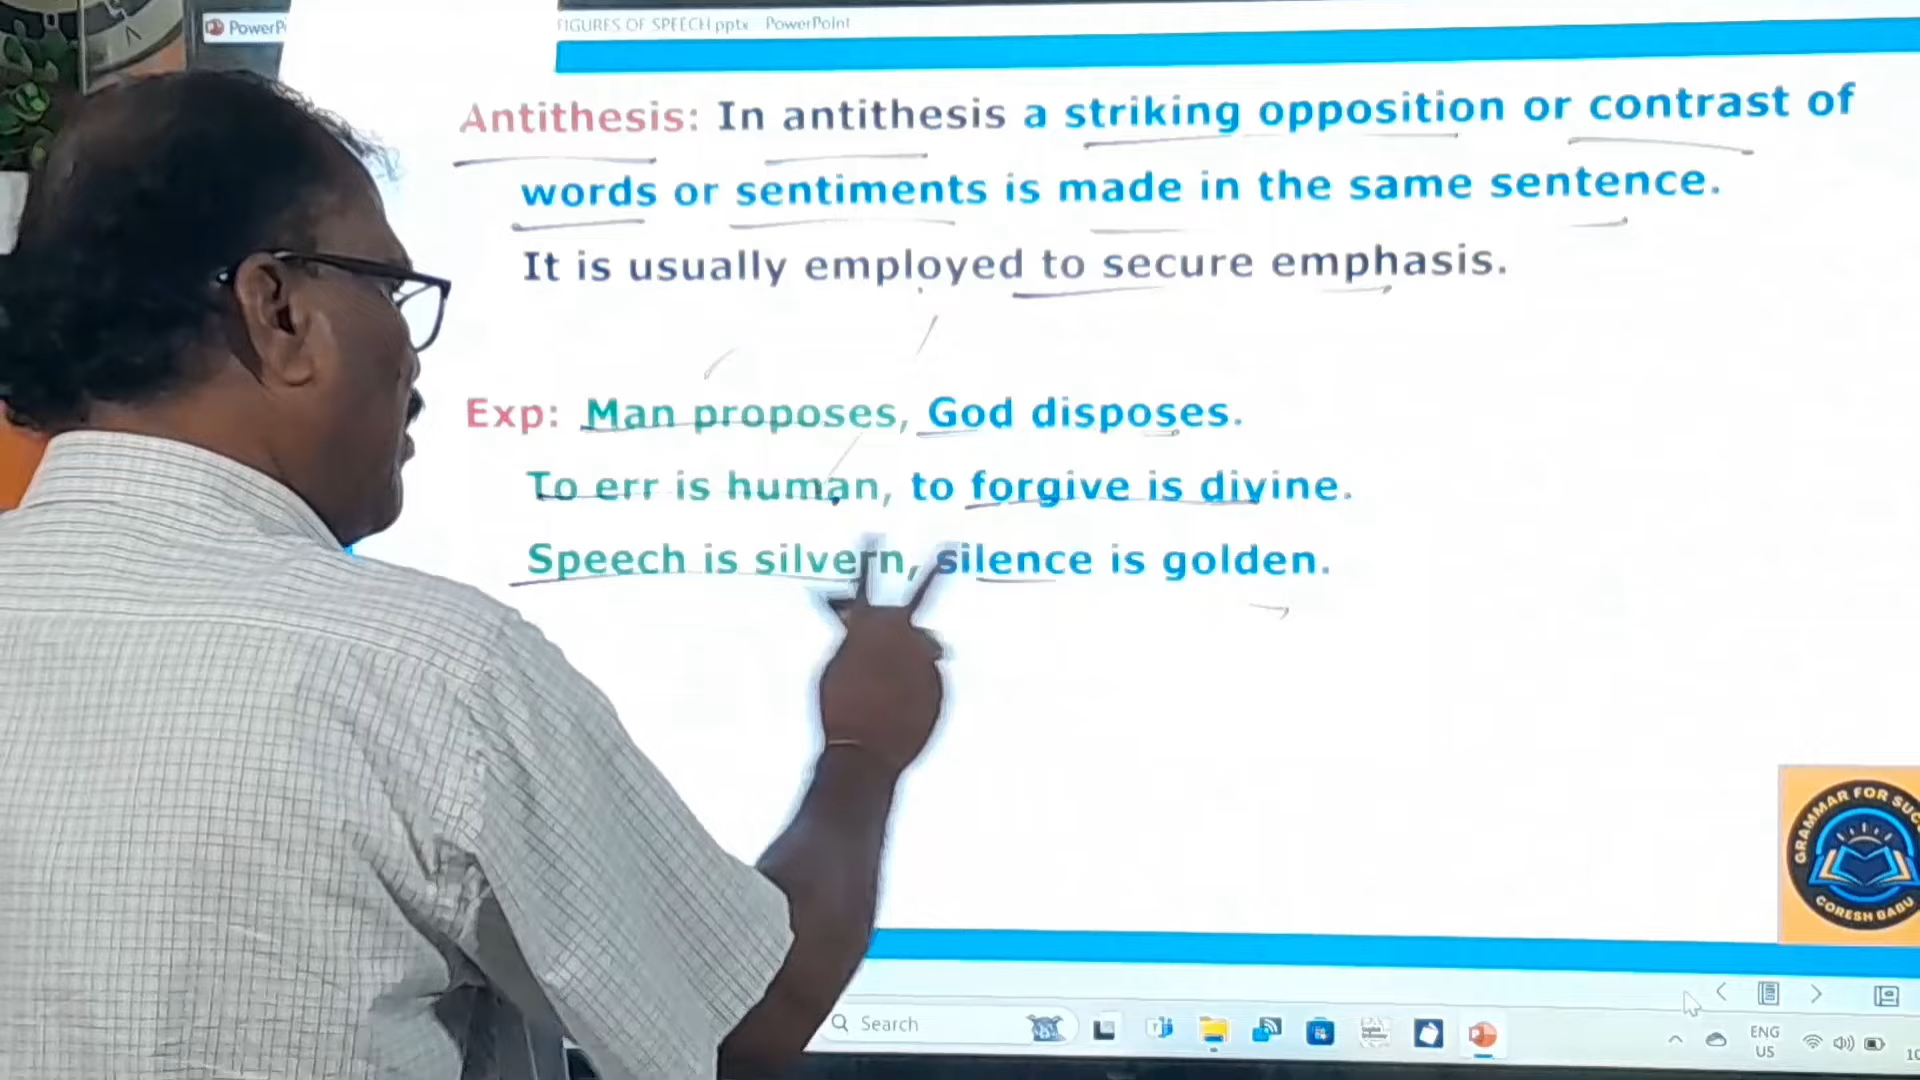 PowerP
FIGURES OF SPEECH pptx - PowerPoint
Antithesis: In antithesis a striking opposition or contrast of
words or sentiments is made in the same sentence.
It is usually employed to secure emphasis.
Exp: Man proposes, God disposes.
To err is human, to forgive is divine.
Speech is silvern, silence is golden.
GRAMMAR FOR SUC
CORESH BABU
Search
ENG
US
10